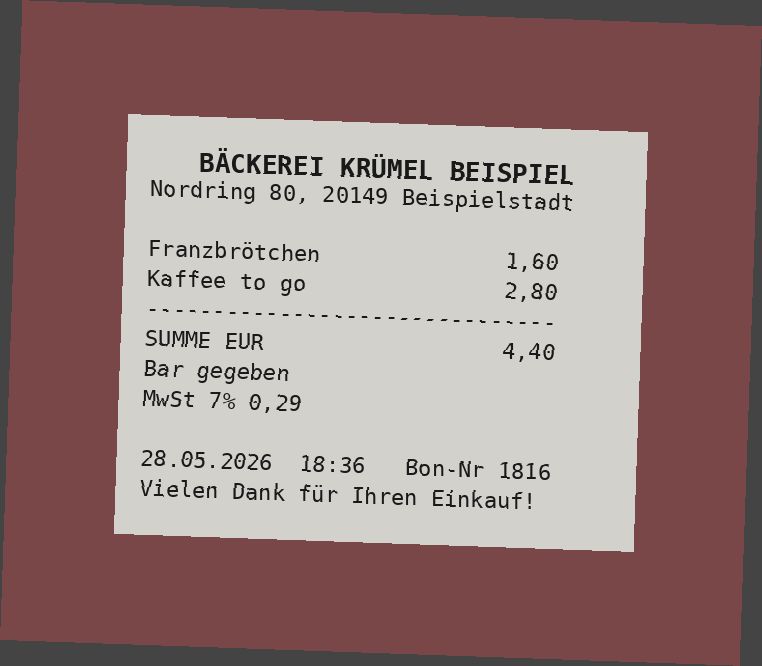 BÄCKEREI KRÜMEL BEISPIEL
Nordring 80, 20149 Beispielstadt
Franzbrötchen 1,60
Kaffee to go 2,80
-------------------------------
SUMME EUR 4,40
Bar gegeben
MwSt 7% 0,29
28.05.2026 18:36 Bon-Nr 1816
Vielen Dank für Ihren Einkauf!